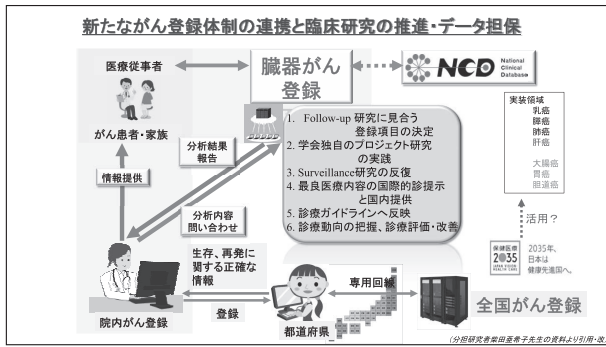 新たながん登録体制の連携と臨床研究の推進・データ担保
医療従事者
がん患者・家族
臓器がん
登録
NCD
National
Clinical
Database
実装領域
乳癌
膵癌
肺癌
肝癌
大腸癌
胃癌
胆道癌
活用？
保健医療
2035
JAPAN VISION
HEALTH CARE
2035年、
日本は
健康先進国へ。
1. Follow-up 研究に見合う
登録項目の決定
2. 学会独自のプロジェクト研究
の実践
3. Surveillance研究の反復
4. 最良医療内容の国際的診提示
と国内提供
5. 診療ガイドラインへ反映
6. 診療動向の把握、診療評価・改善
分析結果
報告
情報提供
分析内容
問い合わせ
生存、再発に
関する正確な
情報
登録
院内がん登録
都道府県
専用回線
全国がん登録
(分担研究者柴田亜希子先生の資料より引用・改